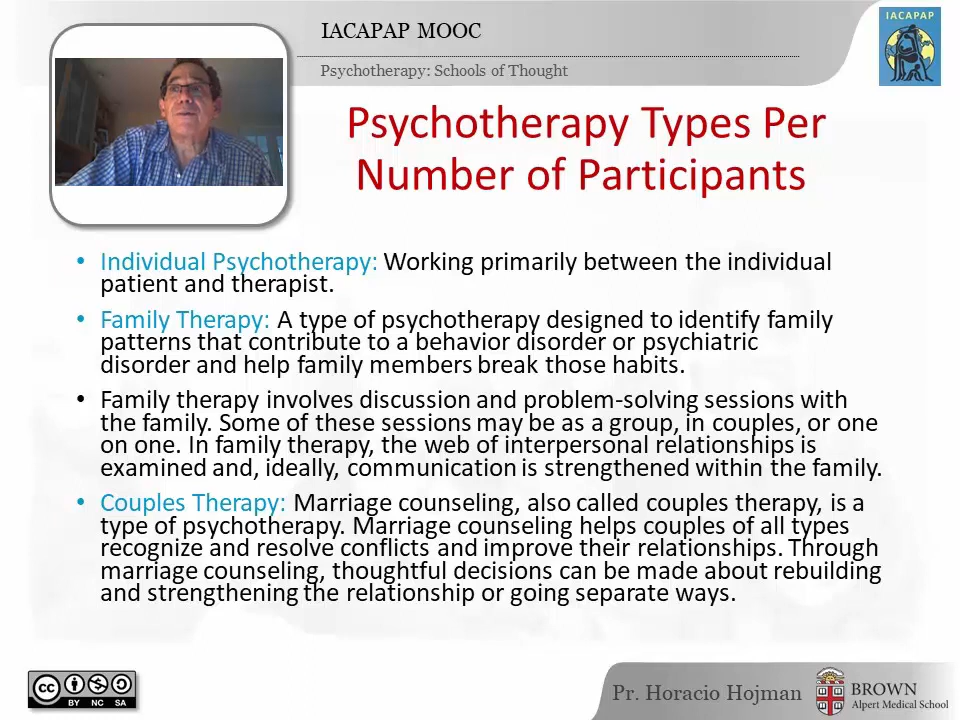 IACAPAP MOOC
IACAPAP
Psychotherapy: Schools of Thought
Psychotherapy Types Per
Number of Participants
• Individual Psychotherapy: Working primarily between the individual
patient and therapist.
• Family Therapy: A type of psychotherapy designed to identify family
patterns that contribute to a behavior disorder or psychiatric
disorder and help family members break those habits.
• Family therapy involves discussion and problem-solving sessions with
the family. Some of these sessions may be as a group, in couples, or one
on one. In family therapy, the web of interpersonal relationships is
examined and, ideally, communication is strengthened within the family.
• Couples Therapy: Marriage counseling, also called couples therapy, is a
type of psychotherapy. Marriage counseling helps couples of all types
recognize and resolve conflicts and improve their relationships. Through
marriage counseling, thoughtful decisions can be made about rebuilding
and strengthening the relationship or going separate ways.
cc
BY NC SA
Pr. Horacio Hojman
BROWN
Alpert Medical School